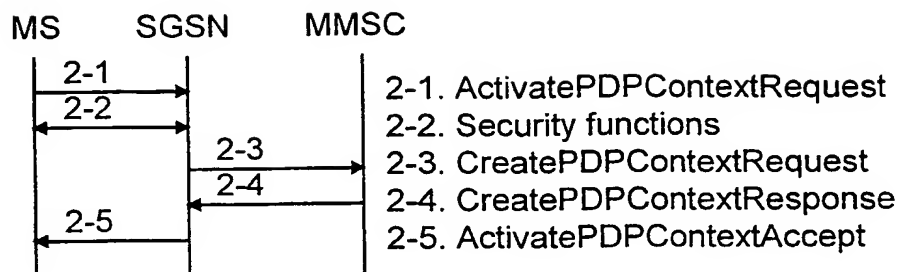 MS SGSN MMSC
2-1 2-1. ActivatePDPContextRequest
2-2 2-2. Security functions
2-3 2-3. CreatePDPContextRequest
2-4 2-4. CreatePDPContextResponse
2-5 2-5. ActivatePDPContextAccept